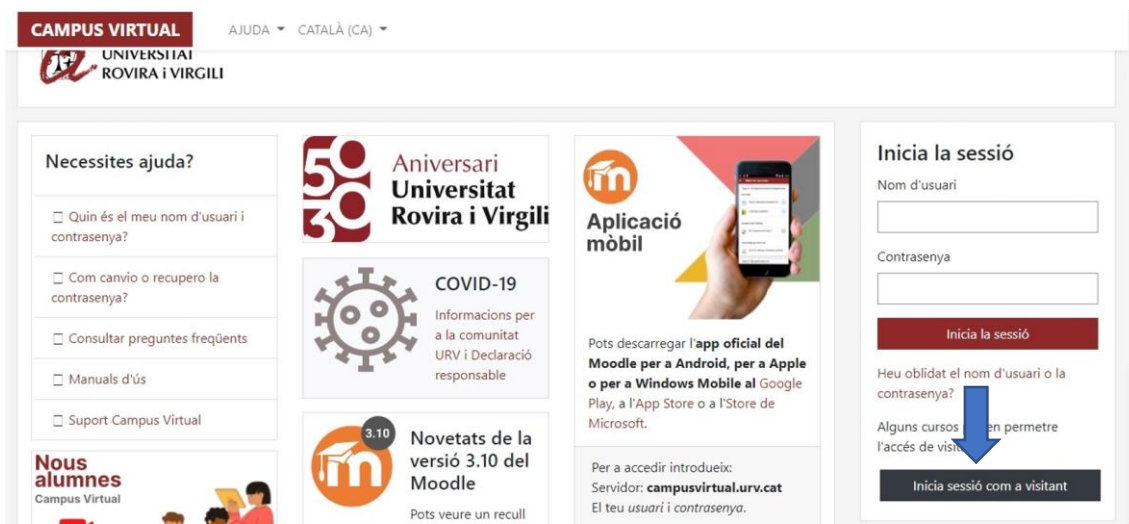 CAMPUS VIRTUAL AJUDA CATALÀ (CA)
UNIVERSITAT
ROVIRA i VIRGILI
Necessites ajuda?
Quin és el meu nom d'usuari i
contrasenya?
Com canvio o recupero la
contrasenya?
Consultar preguntes freqüents
Manuals d'ús
Suport Campus Virtual
Nous
alumnes
Campus Virtual
50
30
Aniversari
Universitat
Rovira i Virgili
COVID-19
Informacions per
a la comunitat
URV i Declaració
responsable
3.10
Novetats de la
versió 3.10 del
Moodle
Pots veure un recull
Aplicació
mòbil
Pots descarregar l'app oficial del
Moodle per a Android, per a Apple
o per a Windows Mobile al Google
Play, a l'App Store o a l'Store de
Microsoft.
Per a accedir introdueix:
Servidor: campusvirtual.urv.cat
El teu usuari i contrasenya.
Inicia la sessió
Nom d'usuari
Contrasenya
Inicia la sessió
Heu oblidat el nom d'usuari o la
contrasenya?
Alguns cursos permetre
l'accés de
Inicia sessió com a visitant